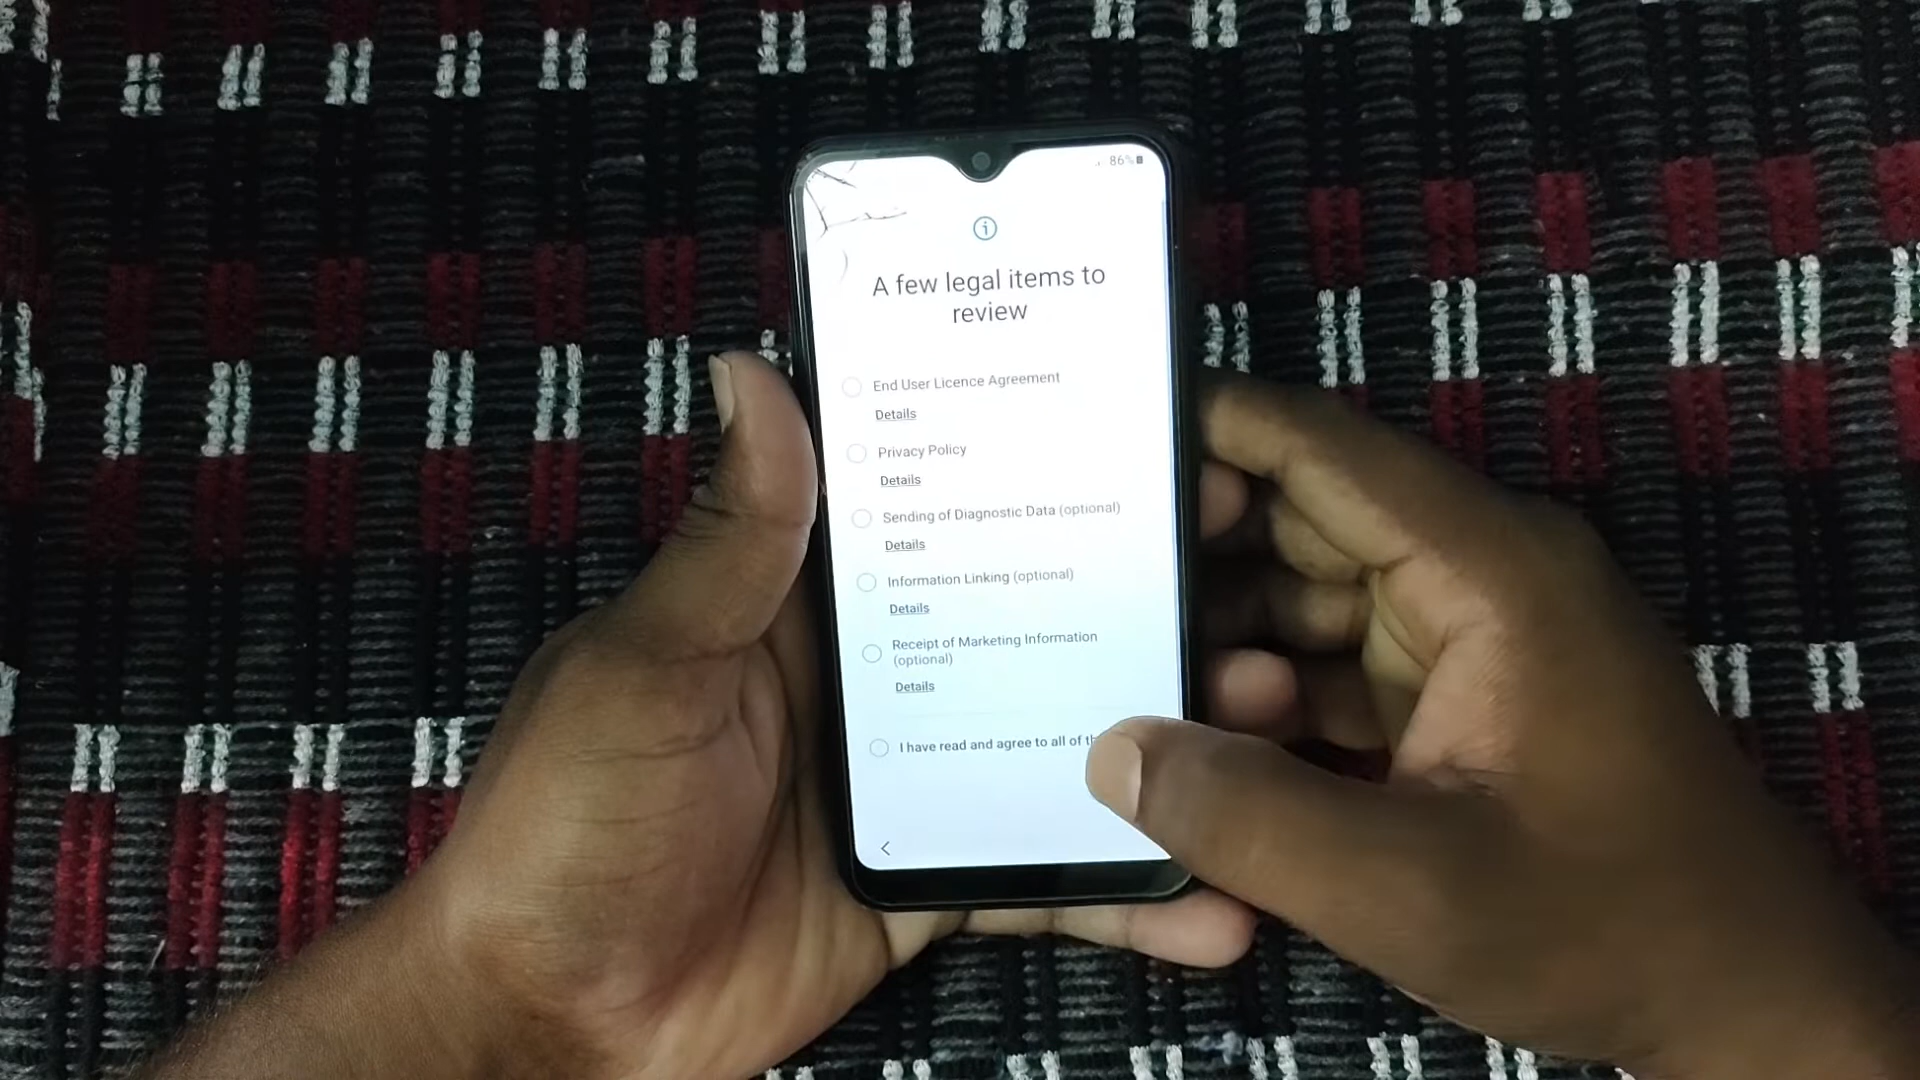 86%
A few legal items to
review
End User Licence Agreement
Details
Privacy Policy
Details
Sending of Diagnostic Data (optional)
Details
Information Linking (optional)
Details
Receipt of Marketing Information
(optional)
Details
I have read and agree to all of